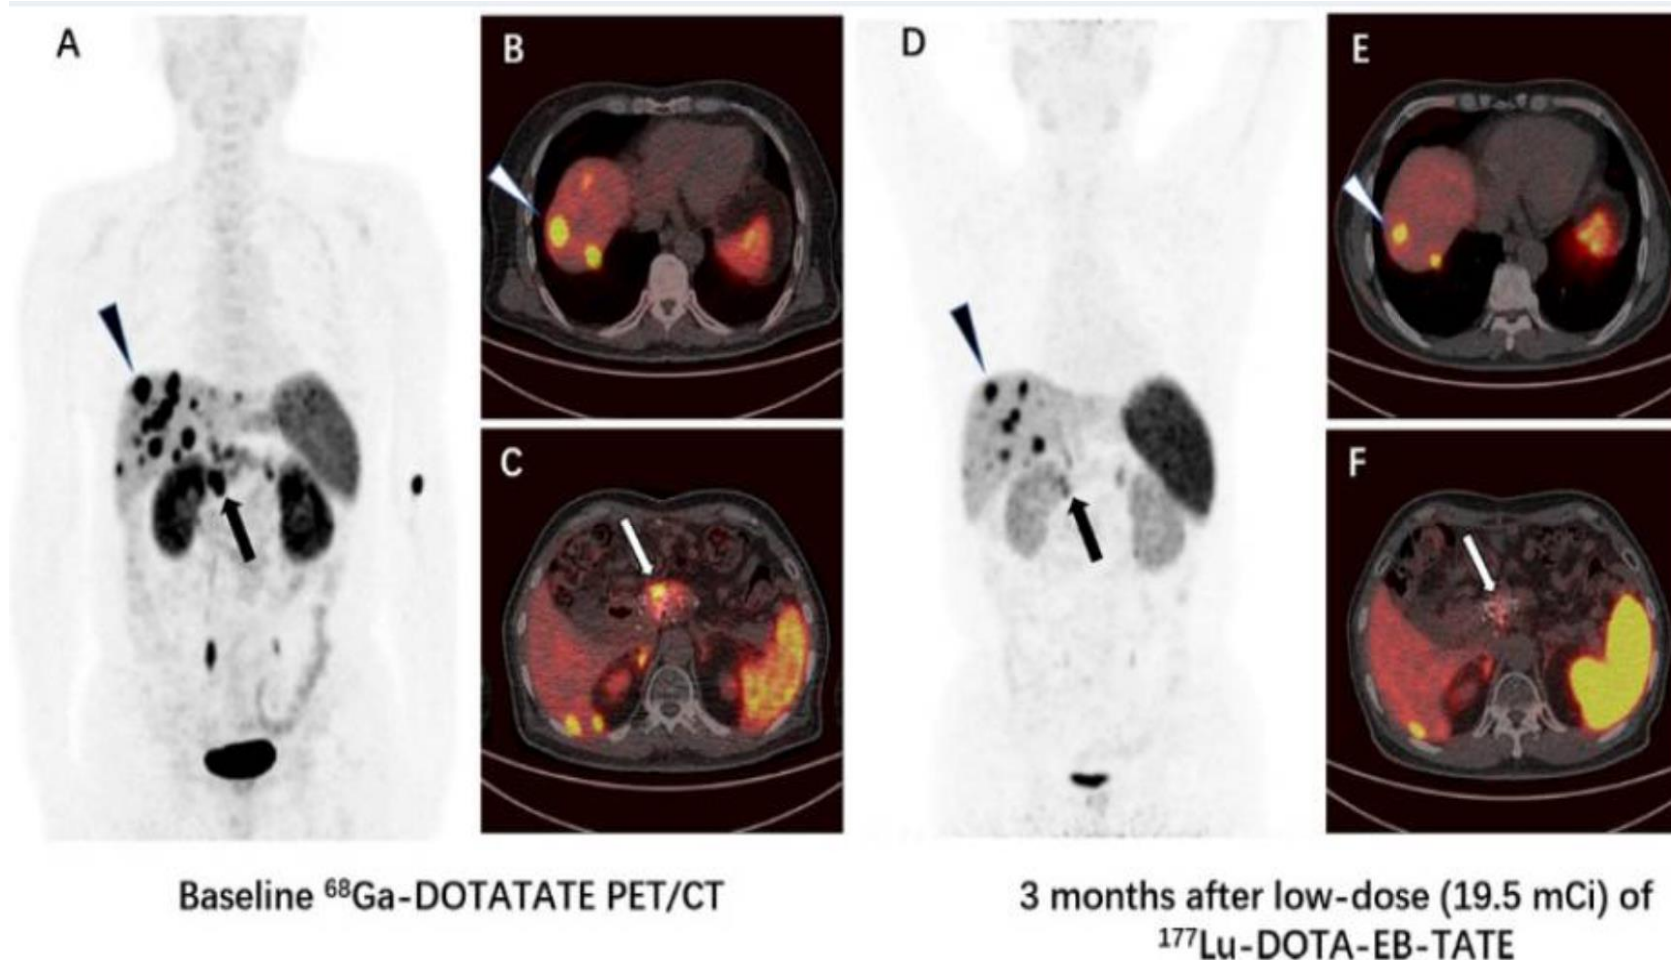 A
B
C
D
E
F
Baseline ⁶⁸Ga-DOTATATE PET/CT
3 months after low-dose (19.5 mCi) of
¹⁷⁷Lu-DOTA-EB-TATE